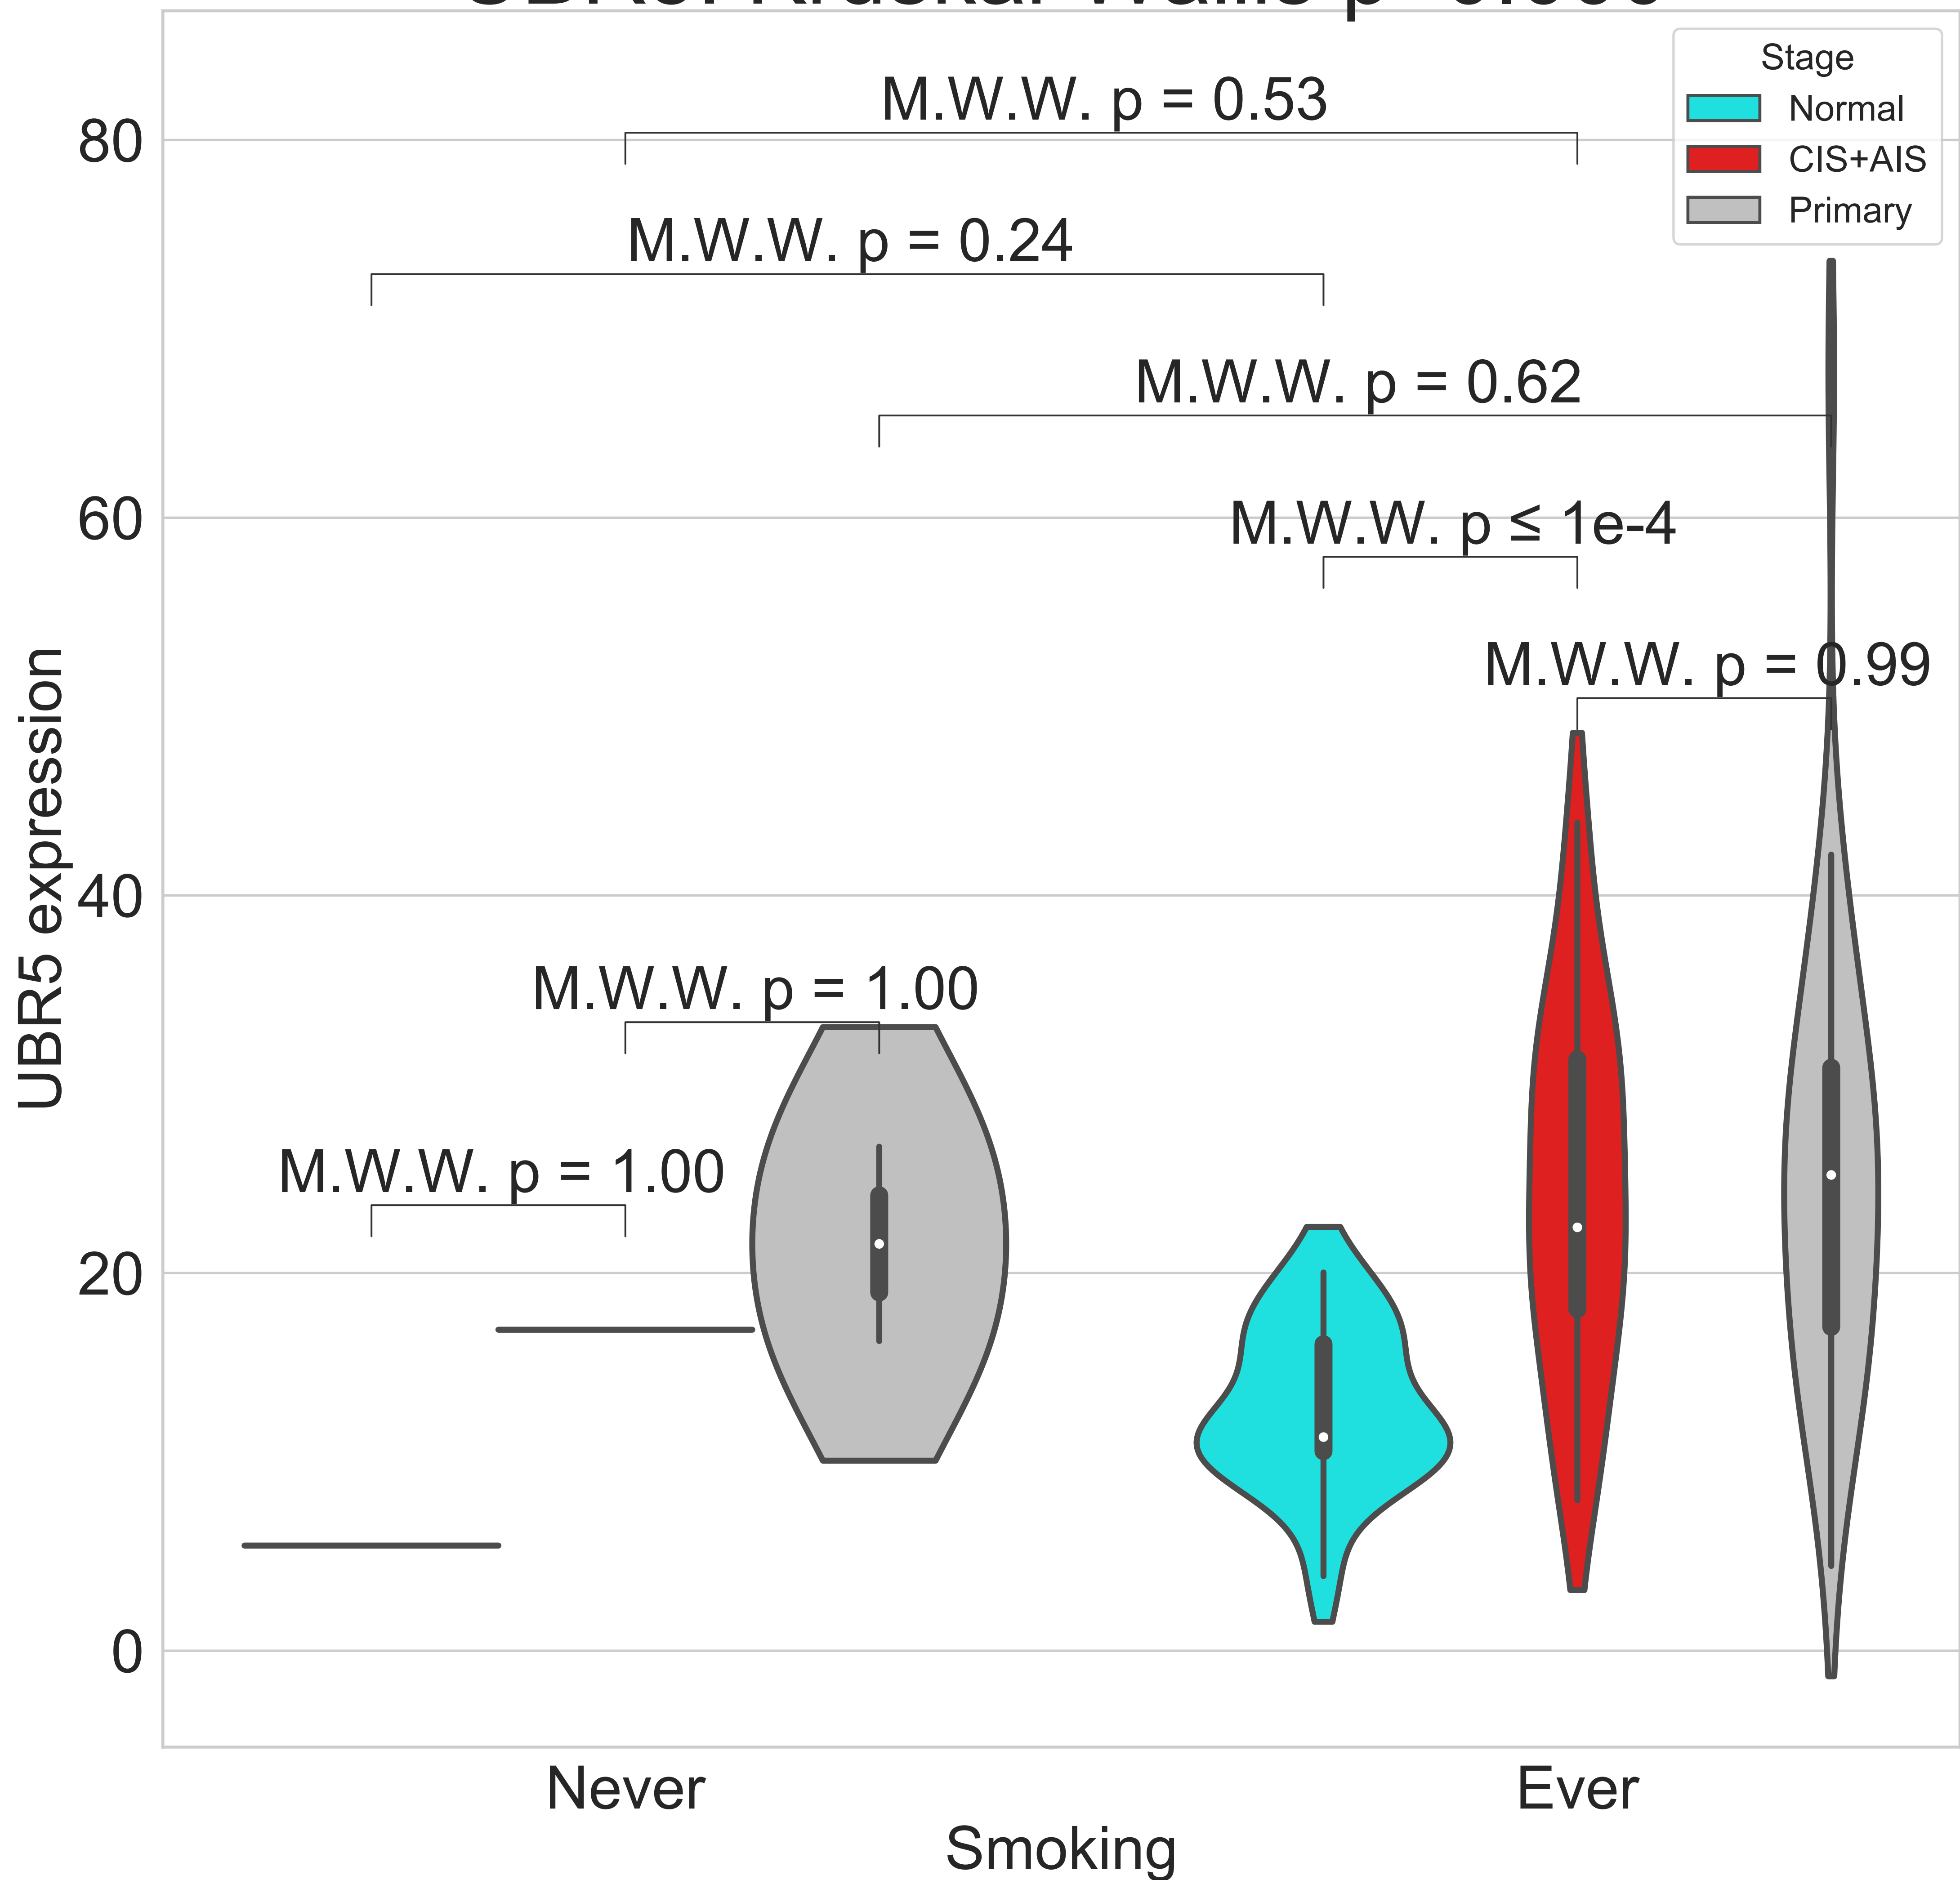 Stage
Normal
CIS+AIS
Primary
M.W.W. p = 0.53
M.W.W. p = 0.24
M.W.W. p = 0.62
M.W.W. p ≤ 1e-4
M.W.W. p = 0.99
M.W.W. p = 1.00
M.W.W. p = 1.00
80
60
40
20
0
UBR5 expression
Never
Ever
Smoking